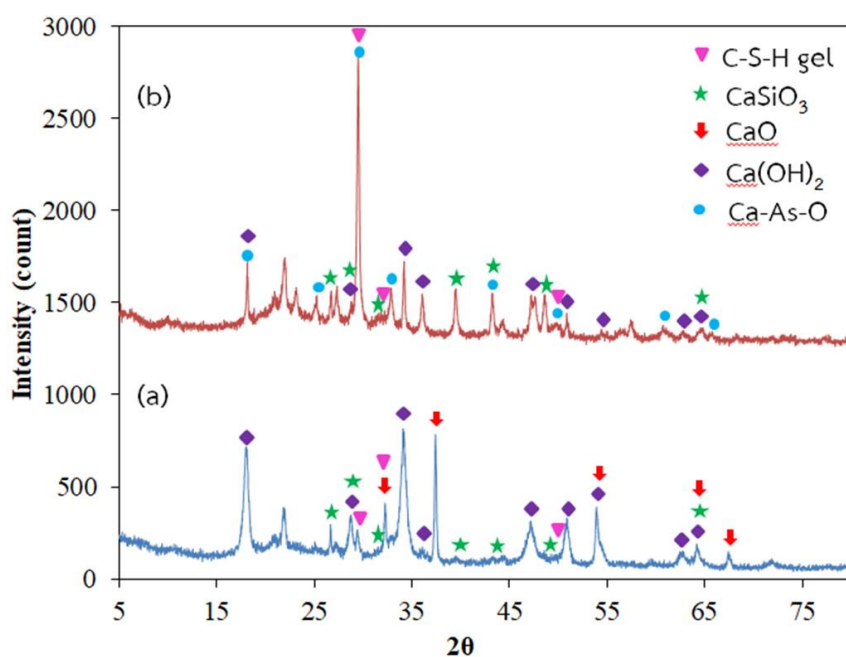 3000
2500
2000
1500
1000
500
0
Intensity (count)
(b)
(a)
C-S-H gel
CaSiO₃
CaO
Ca(OH)₂
Ca-As-O
5 15 25 35 45 55 65 75
2θ